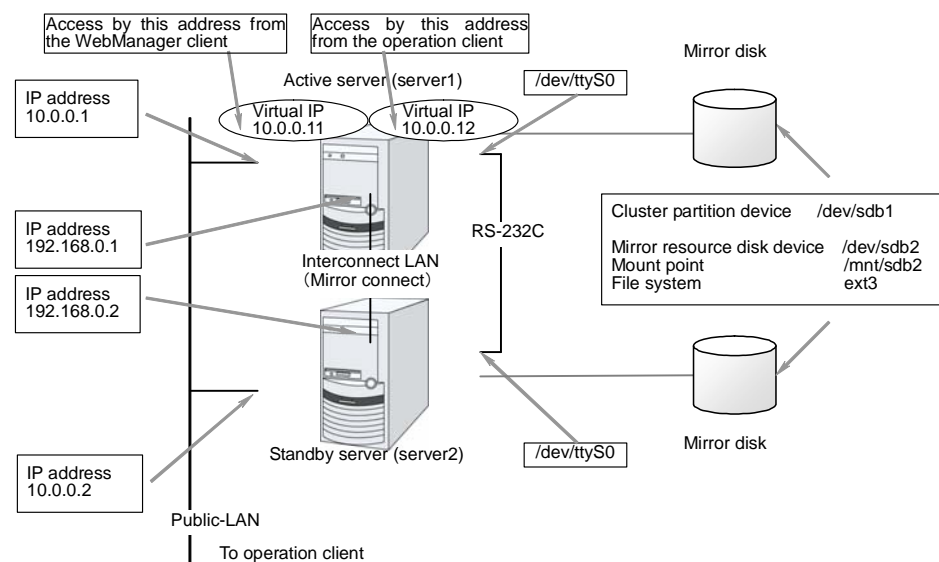 Access by this address from
the WebManager client
Access by this address
from the operation client
Mirror disk
Active server (server1)
/dev/ttyS0
IP address
10.0.0.1
Virtual IP
10.0.0.11
Virtual IP
10.0.0.12
Cluster partition device /dev/sdb1
Mirror resource disk device /dev/sdb2
Mount point /mnt/sdb2
File system ext3
IP address
192.168.0.1
RS-232C
Interconnect LAN
(Mirror connect)
IP address
192.168.0.2
Mirror disk
Standby server (server2)
/dev/ttyS0
IP address
10.0.0.2
Public-LAN
To operation client